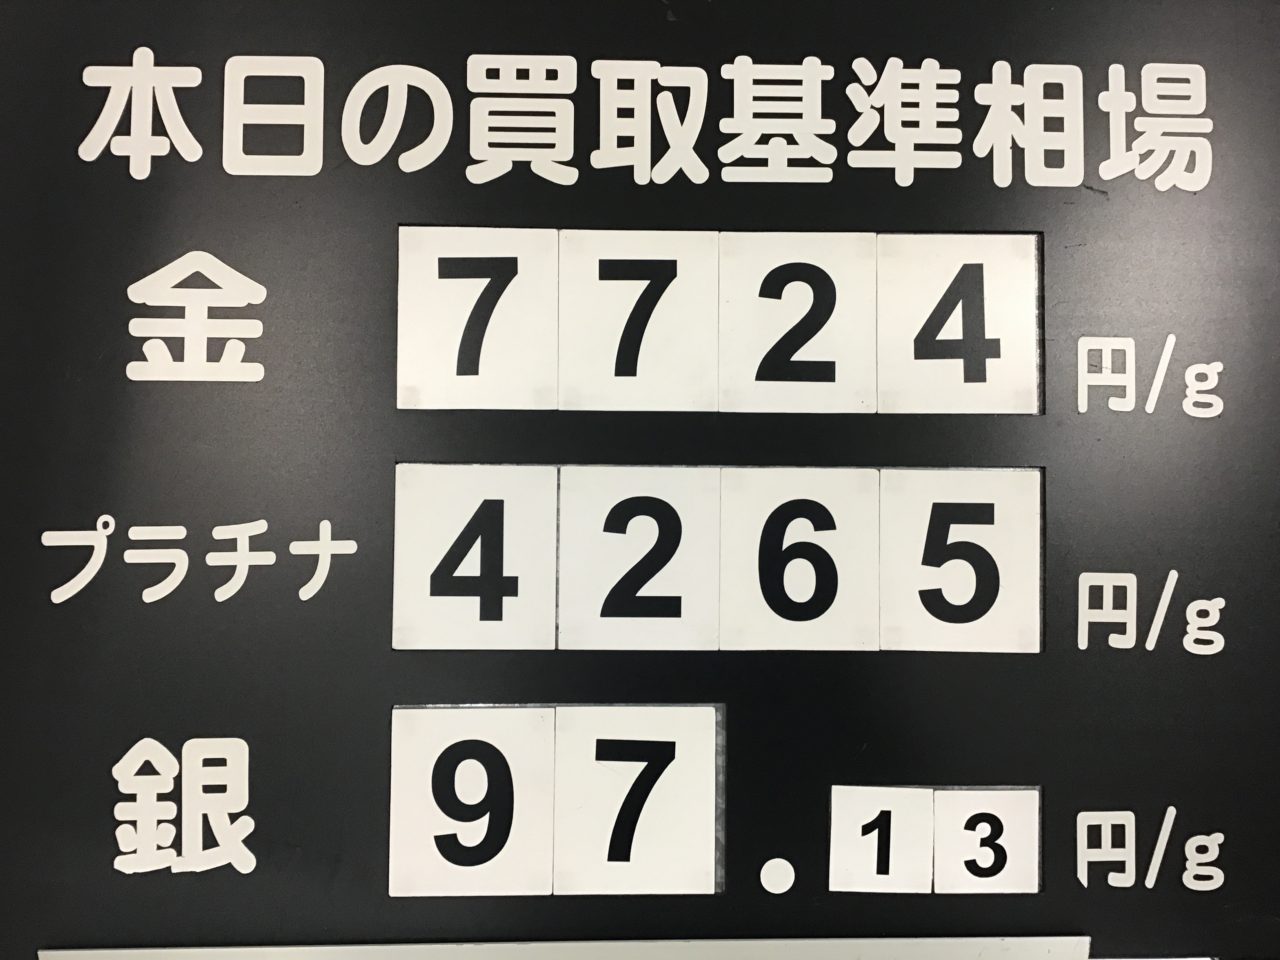 本日の買取基準相場
金 7724 円/g
プラチナ 4265 円/g
銀 97.13 円/g